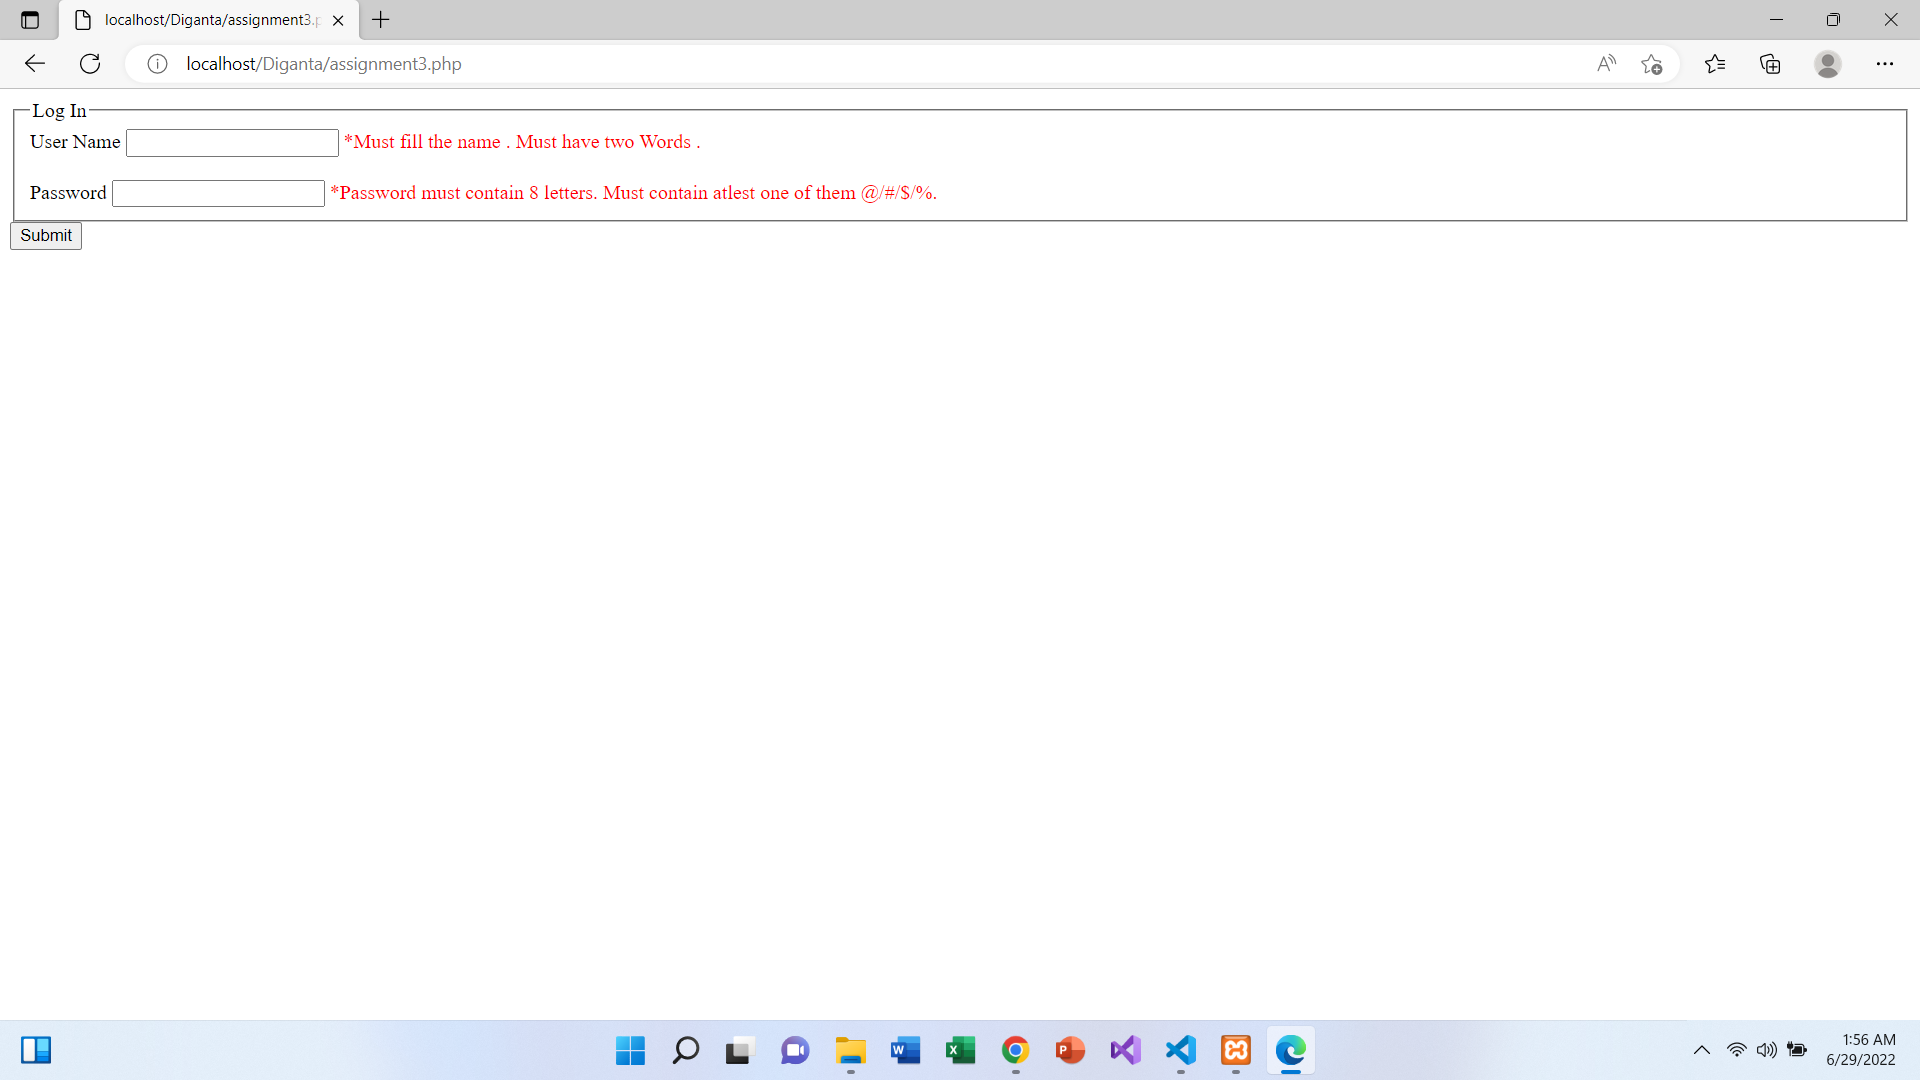 localhost/Diganta/assignment3.p
localhost/Diganta/assignment3.php
Log In
User Name *Must fill the name . Must have two Words .
Password *Password must contain 8 letters. Must contain atlest one of them @/#/$/%.
Submit
1:56 AM
6/29/2022